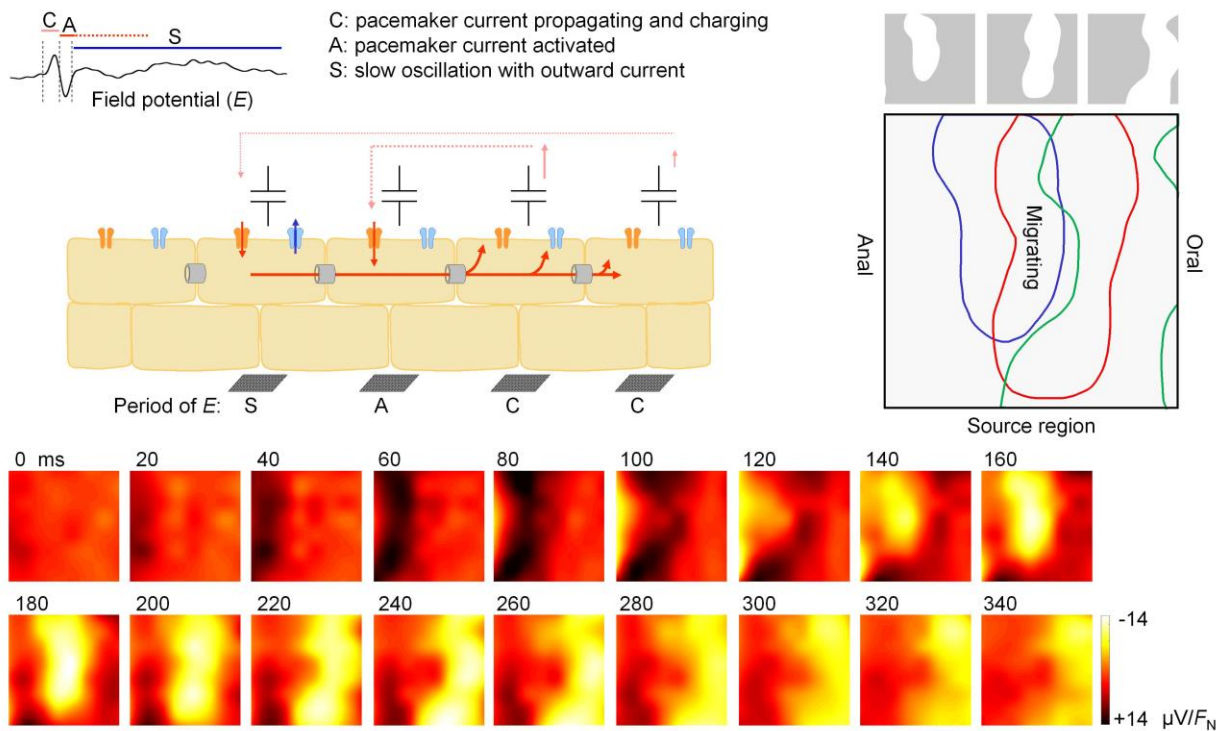 C A S
Field potential (E)
C: pacemaker current propagating and charging
A: pacemaker current activated
S: slow oscillation with outward current
Period of E: S A C C
Anal
Migrating
Oral
Source region
0 ms 20 40 60 80 100 120 140 160
180 200 220 240 260 280 300 320 340
-14
+14 μV/FN